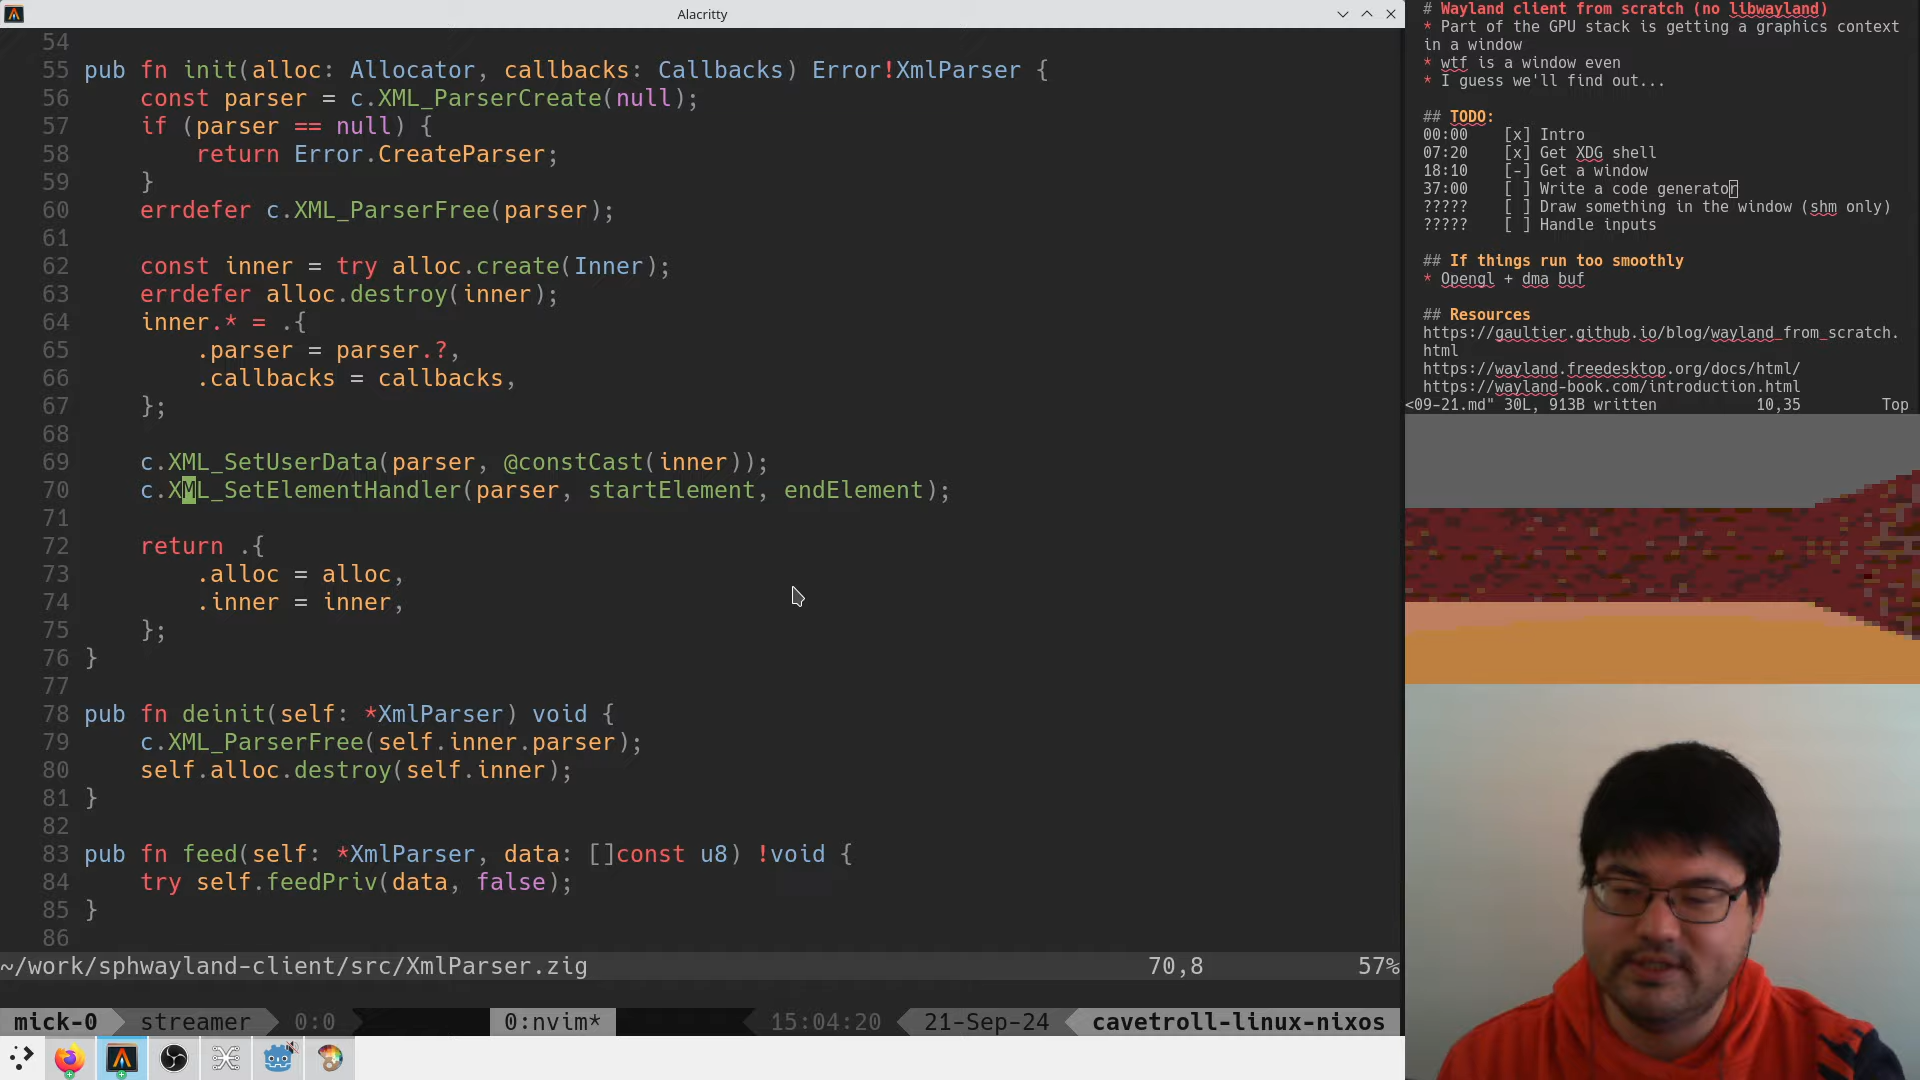 Alacritty
54
55 pub fn init(alloc: Allocator, callbacks: Callbacks) Error!XmlParser {
56     const parser = c.XML_ParserCreate(null);
57     if (parser == null) {
58         return Error.CreateParser;
59     }
60     errdefer c.XML_ParserFree(parser);
61
62     const inner = try alloc.create(Inner);
63     errdefer alloc.destroy(inner);
64     inner.* = .{
65         .parser = parser.?,
66         .callbacks = callbacks,
67     };
68
69     c.XML_SetUserData(parser, @constCast(inner));
70     c.XML_SetElementHandler(parser, startElement, endElement);
71
72     return .{
73         .alloc = alloc,
74         .inner = inner,
75     };
76 }
77
78 pub fn deinit(self: *XmlParser) void {
79     c.XML_ParserFree(self.inner.parser);
80     self.alloc.destroy(self.inner);
81 }
82
83 pub fn feed(self: *XmlParser, data: []const u8) !void {
84     try self.feedPriv(data, false);
85 }
86
~/work/sphwayland-client/src/XmlParser.zig 70,8 57%
mick-0 streamer 0:0 0:nvim* 15:04:20 21-Sep-24 cavetroll-linux-nixos
# Wayland client from scratch (no libwayland)
* Part of the GPU stack is getting a graphics context
in a window
* wtf is a window even
* I guess we'll find out...
## TODO:
00:00 [x] Intro
07:20 [x] Get XDG shell
18:10 [-] Get a window
37:00 [ ] Write a code generator
????? [ ] Draw something in the window (shm only)
????? [ ] Handle inputs
## If things run too smoothly
* Opengl + dma buf
## Resources
https://gaultier.github.io/blog/wayland_from_scratch.
html
https://wayland.freedesktop.org/docs/html/
https://wayland-book.com/introduction.html
<09-21.md" 30L, 913B written 10,35 Top